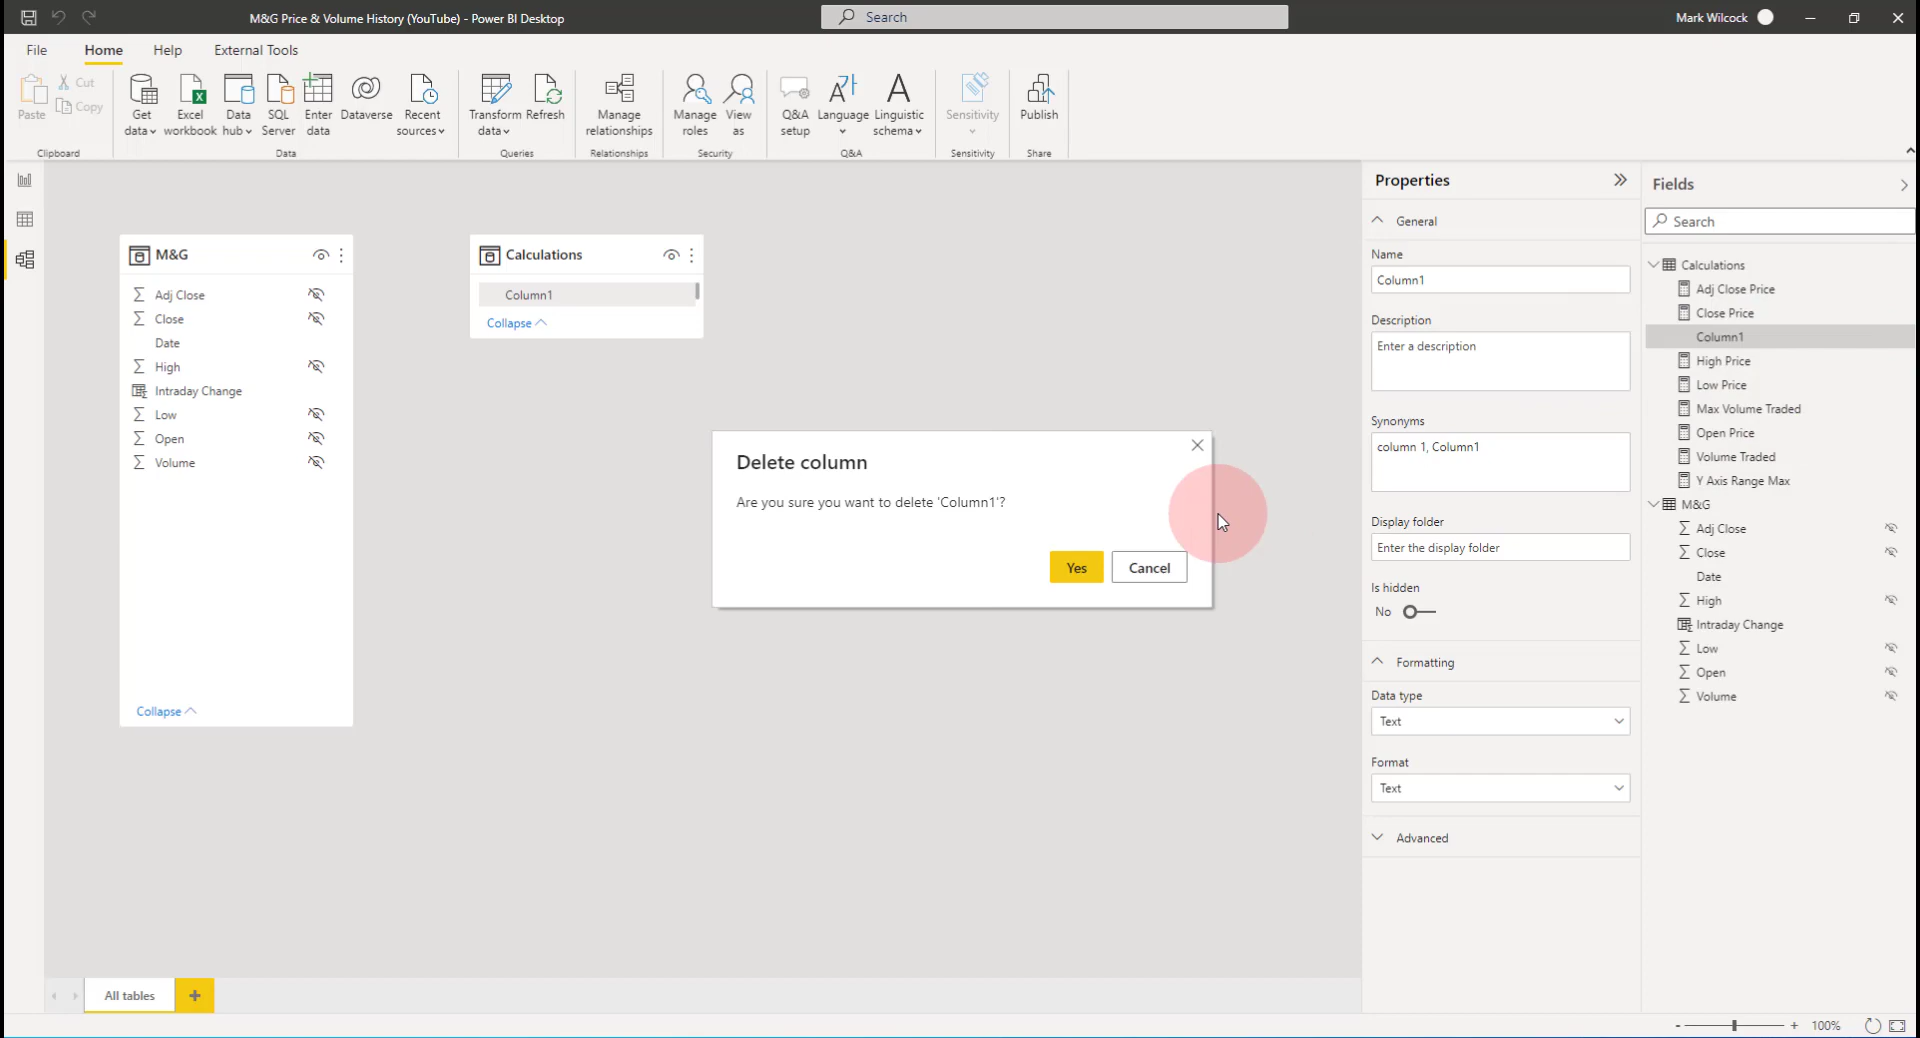 M&G Price & Volume History (YouTube) - Power BI Desktop
Search
Mark Wilcock
File
Home
Help
External Tools
Paste
Cut
Copy
Get data
Excel workbook
Data hub
SQL Server
Enter data
Dataverse
Recent sources
Transform data
Refresh
Manage relationships
Manage roles
View as
Q&A setup
Language
Linguistic schema
Sensitivity
Publish
Clipboard
Data
Queries
Relationships
Security
Q&A
Sensitivity
Share
M&G
Adj Close
Close
Date
High
Intraday Change
Low
Open
Volume
Collapse
Calculations
Column1
Collapse
Delete column
Are you sure you want to delete 'Column1'?
Yes
Cancel
Properties
General
Name
Column1
Description
Enter a description
Synonyms
column 1, Column1
Display folder
Enter the display folder
Is hidden
No
Formatting
Data type
Text
Format
Text
Advanced
Fields
Search
Calculations
Adj Close Price
Close Price
Column1
High Price
Low Price
Max Volume Traded
Open Price
Volume Traded
Y Axis Range Max
M&G
Adj Close
Close
Date
High
Intraday Change
Low
Open
Volume
All tables
100%